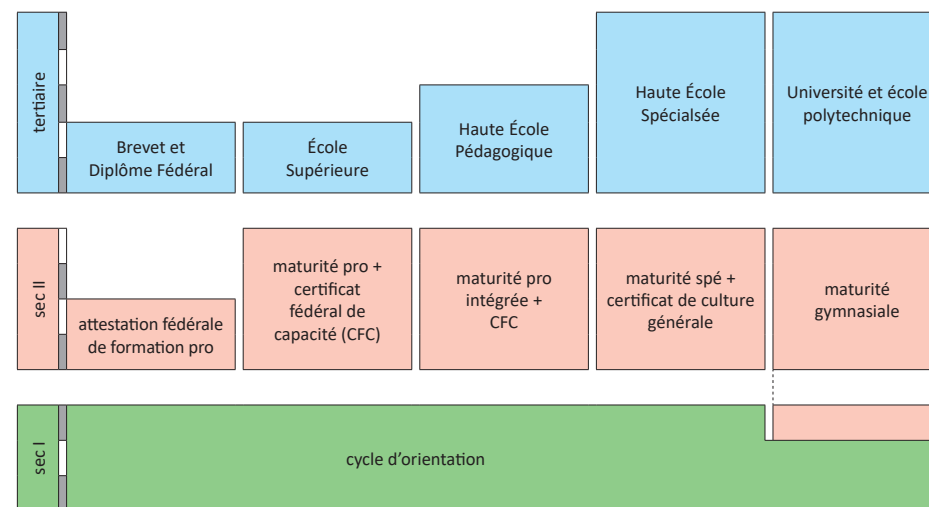 tertiaire
Brevet et
Diplôme Fédéral
École
Supérieure
Haute École
Pédagogique
Haute École
Spécialsée
Université et école
polytechnique
sec II
attestation fédérale
de formation pro
maturité pro +
certificat
fédéral de
capacité (CFC)
maturité pro
intégrée +
CFC
maturité spé +
certificat de culture
générale
maturité
gymnasiale
sec I
cycle d'orientation